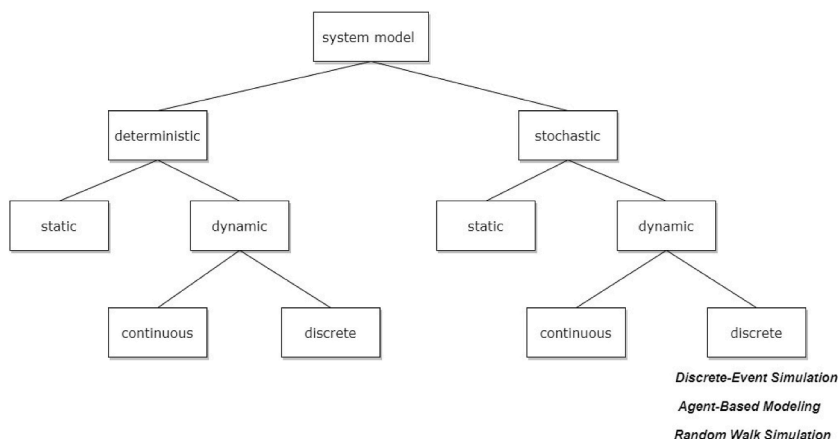 system model
deterministic
stochastic
static
dynamic
static
dynamic
continuous
discrete
continuous
discrete
Discrete-Event Simulation
Agent-Based Modeling
Random Walk Simulation